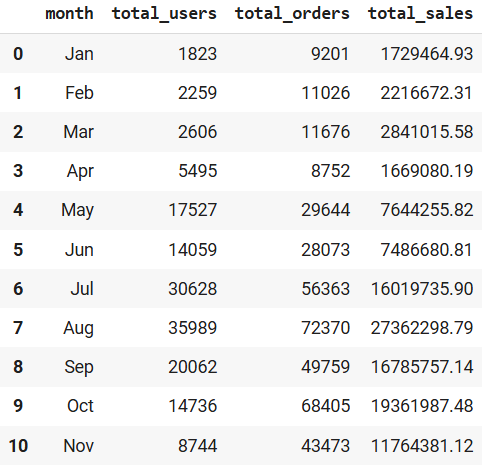 month total_users total_orders total_sales
0 Jan 1823 9201 1729464.93
1 Feb 2259 11026 2216672.31
2 Mar 2606 11676 2841015.58
3 Apr 5495 8752 1669080.19
4 May 17527 29644 7644255.82
5 Jun 14059 28073 7486680.81
6 Jul 30628 56363 16019735.90
7 Aug 35989 72370 27362298.79
8 Sep 20062 49759 16785757.14
9 Oct 14736 68405 19361987.48
10 Nov 8744 43473 11764381.12